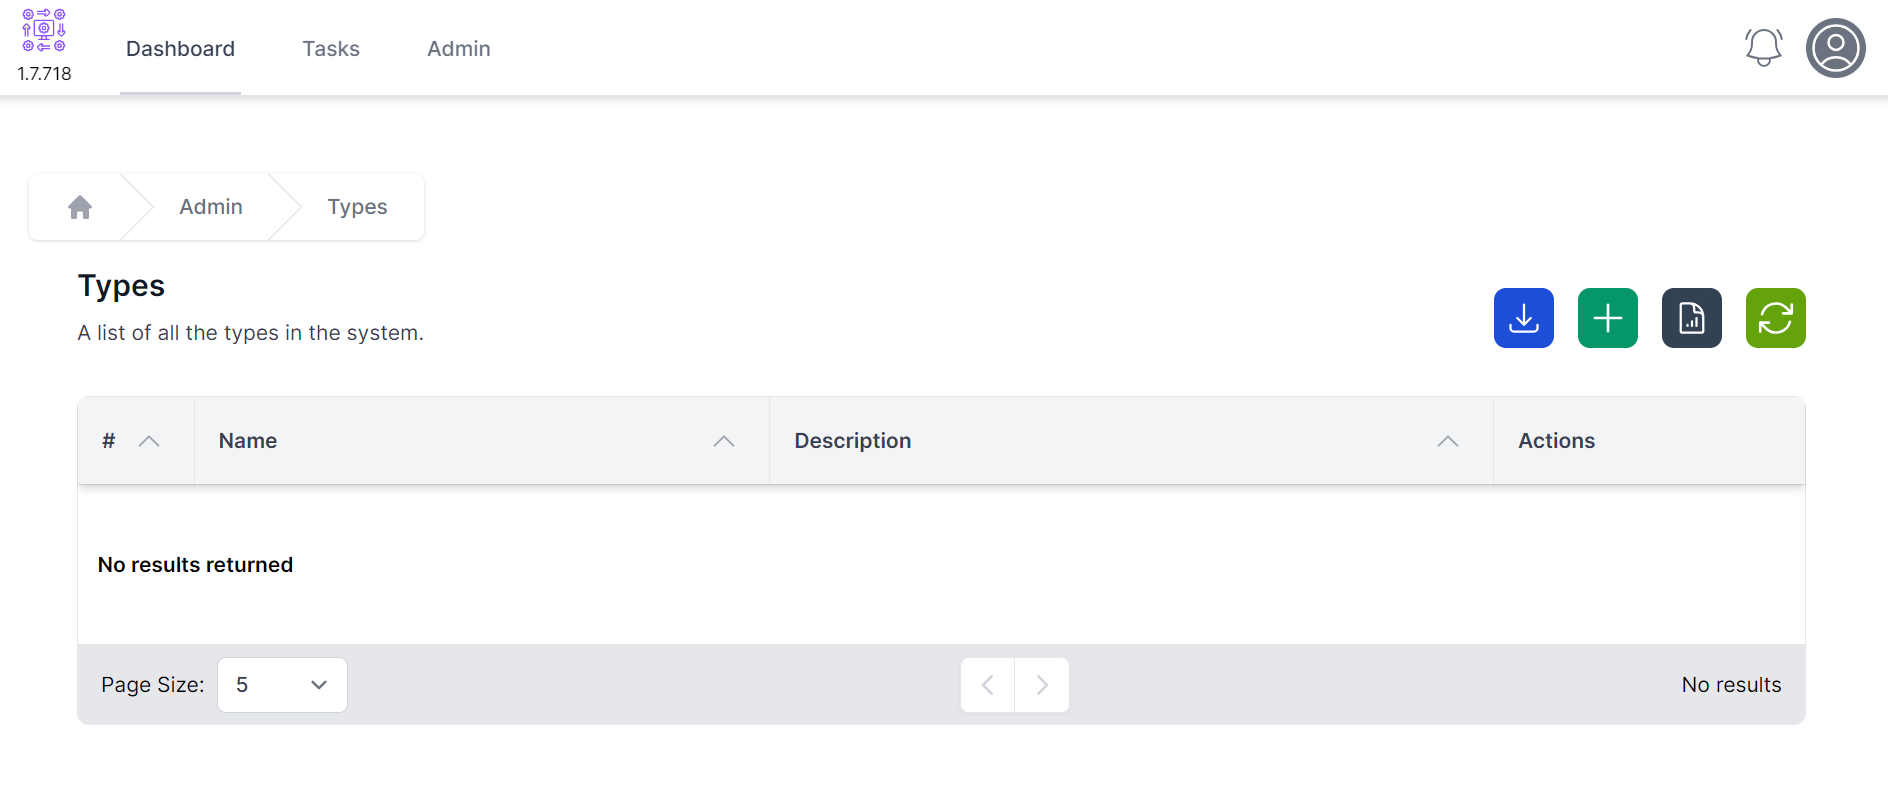 Dashboard Tasks Admin
1.7.718
Admin Types
Types
A list of all the types in the system.
# Name Description Actions
No results returned
Page Size: 5 No results